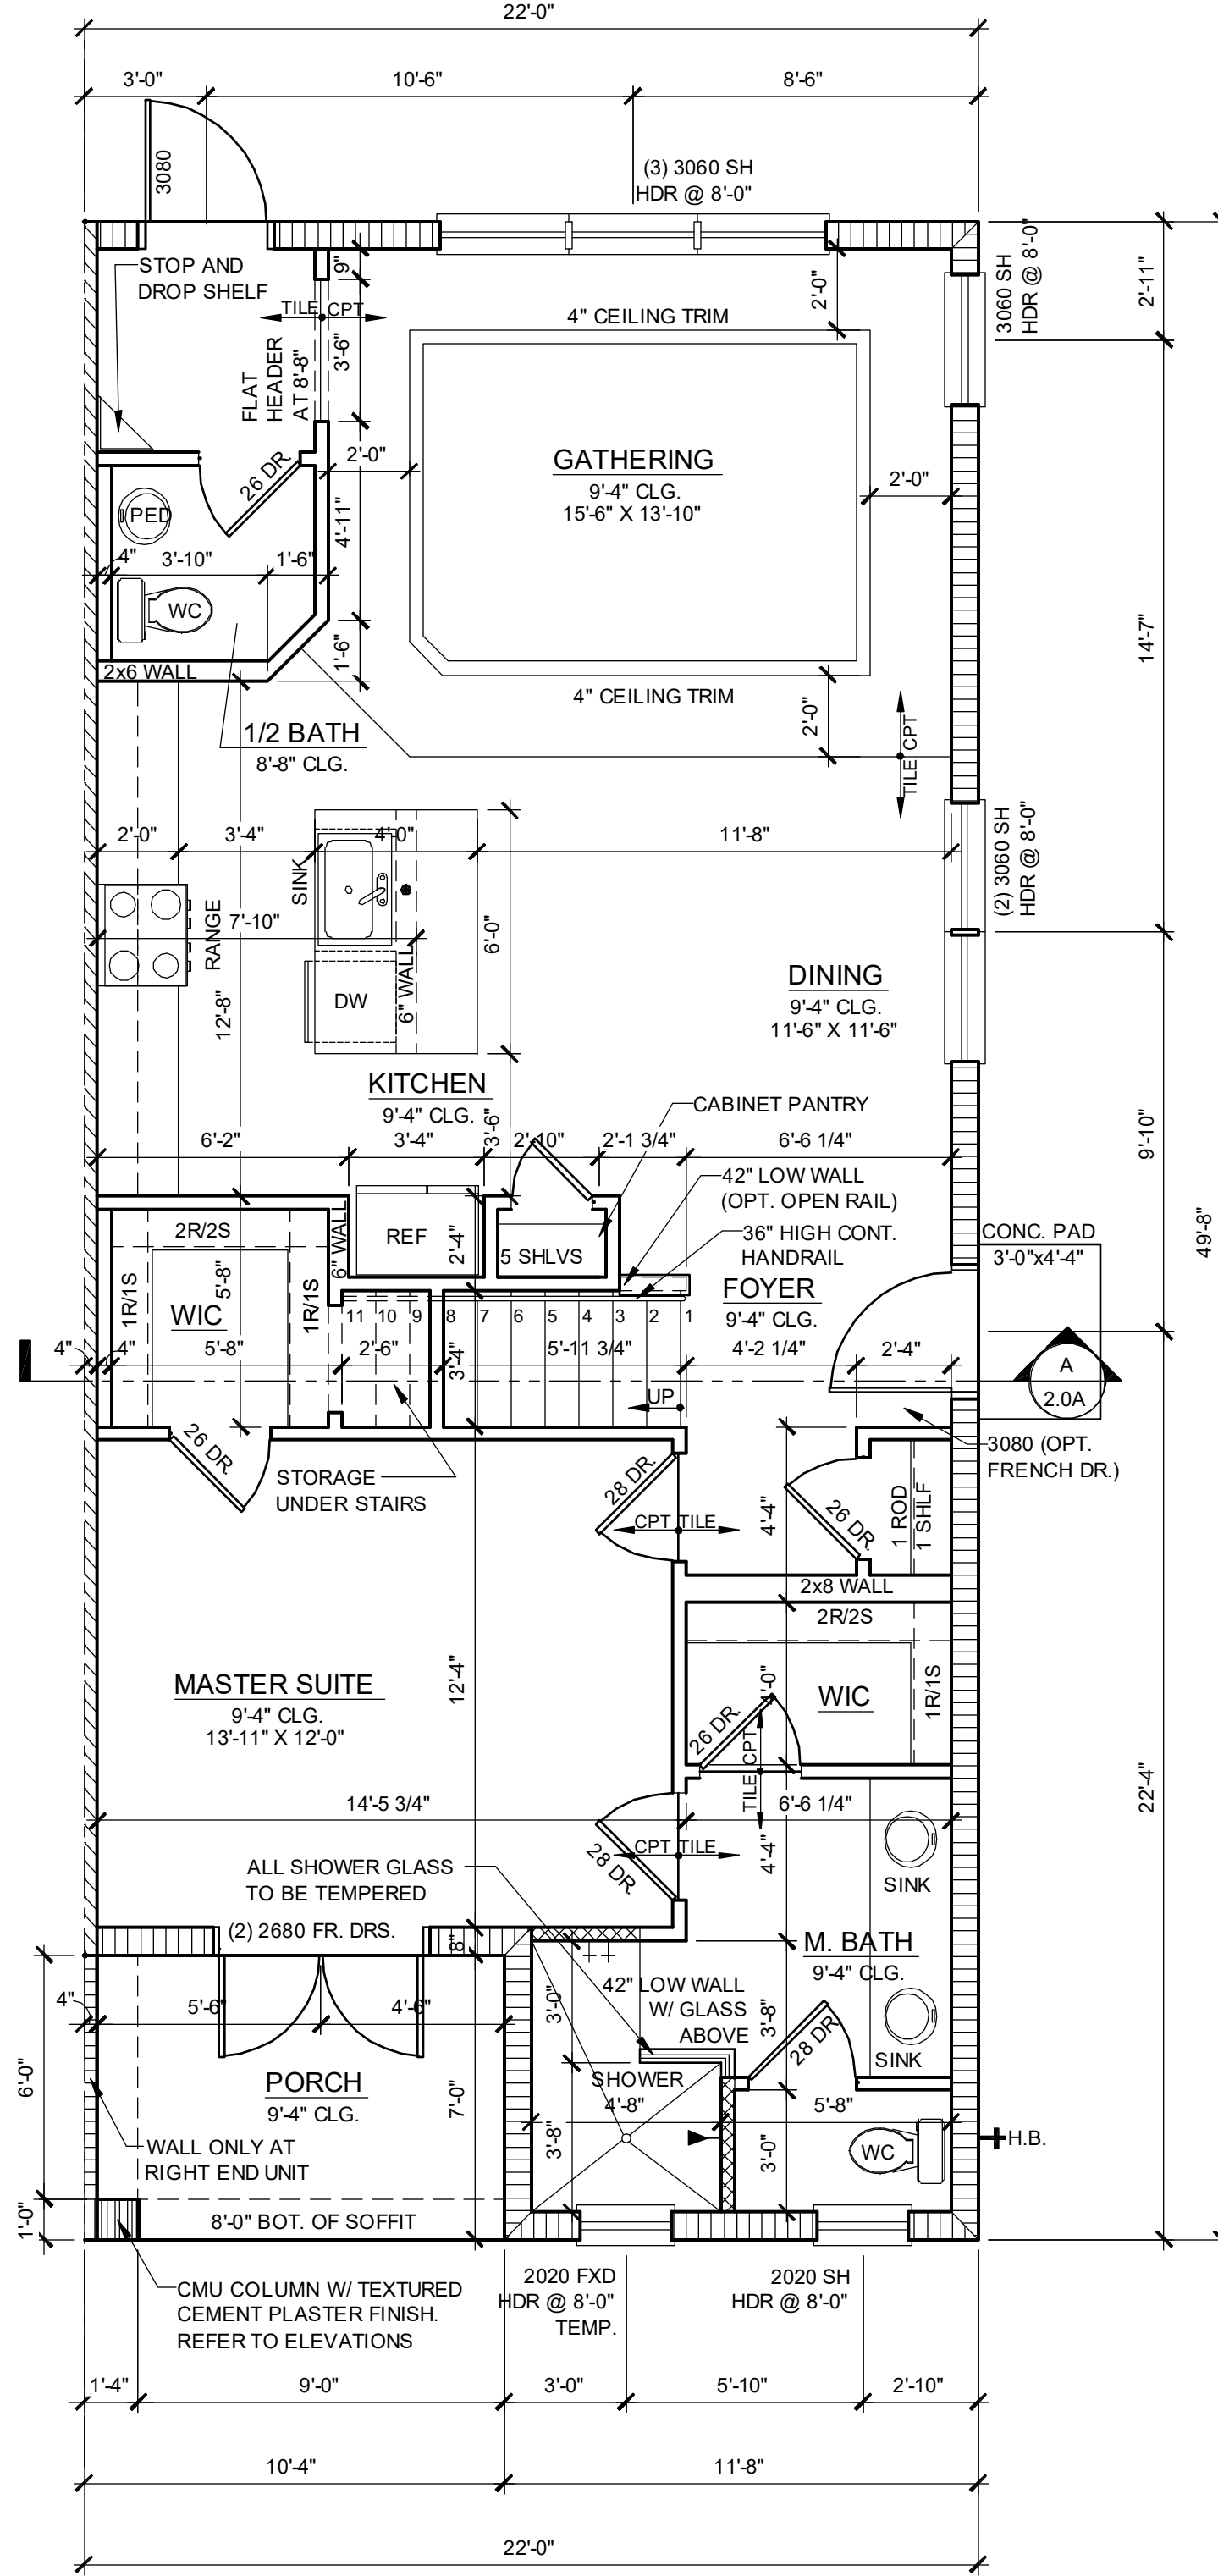 22'-0"
3'-0"
10'-6"
8'-6"
3080
(3) 3060 SH
HDR @ 8'-0"
STOP AND
DROP SHELF
9"
TILE
CPT
3'-6"
FLAT
HEADER
AT 8'-8"
2'-0"
4" CEILING TRIM
3060 SH
HDR @ 8'-0"
2'-11"
GATHERING
9'-4" CLG.
15'-6" X 13'-10"
2'-0"
2'-0"
26 DR.
PED
4"
3'-10"
1'-6"
4'-11"
WC
1'-6"
2x6 WALL
14'-7"
4" CEILING TRIM
2'-0"
CPT
TILE
1/2 BATH
8'-8" CLG.
2'-0"
3'-4"
4'-0"
11'-8"
SINK
(2) 3060 SH
HDR @ 8'-0"
RANGE
7'-10"
6'-0"
6" WALL
DW
12'-8"
DINING
9'-4" CLG.
11'-6" X 11'-6"
KITCHEN
9'-4" CLG.
3'-6"
CABINET PANTRY
6'-2"
3'-4"
2'-10"
2'-1 3/4"
6'-6 1/4"
9'-10"
49'-8"
42" LOW WALL
(OPT. OPEN RAIL)
36" HIGH CONT.
HANDRAIL
2R/2S
6" WALL
REF
2'-4"
5 SHLVS
CONC. PAD
3'-0"x4'-4"
1R/1S
5'-8"
1R/1S
WIC
FOYER
9'-4" CLG.
11
10
9
8
7
6
5
4
3
2
1
4"
4"
5'-8"
2'-6"
3'-4"
5'-11 3/4"
4'-2 1/4"
2'-4"
A
2.0A
UP
26 DR.
STORAGE
UNDER STAIRS
28 DR.
CPT
TILE
4'-4"
26 DR.
1 ROD
1 SHLF
3080 (OPT.
FRENCH DR.)
2x8 WALL
2R/2S
MASTER SUITE
9'-4" CLG.
13'-11" X 12'-0"
12'-4"
4'-0"
WIC
1R/1S
26 DR.
CPT
TILE
22'-4"
14'-5 3/4"
6'-6 1/4"
28 DR.
CPT
TILE
4'-4"
SINK
ALL SHOWER GLASS
TO BE TEMPERED
(2) 2680 FR. DRS.
8"
M. BATH
9'-4" CLG.
42" LOW WALL
W/ GLASS
ABOVE
3'-0"
3'-8"
28 DR.
SINK
4"
5'-6"
4'-6"
6'-0"
PORCH
9'-4" CLG.
7'-0"
SHOWER
4'-8"
5'-8"
3'-8"
3'-0"
WC
H.B.
WALL ONLY AT
RIGHT END UNIT
1'-0"
8'-0" BOT. OF SOFFIT
CMU COLUMN W/ TEXTURED
CEMENT PLASTER FINISH.
REFER TO ELEVATIONS
2020 FXD
HDR @ 8'-0"
TEMP.
2020 SH
HDR @ 8'-0"
1'-4"
9'-0"
3'-0"
5'-10"
2'-10"
10'-4"
11'-8"
22'-0"